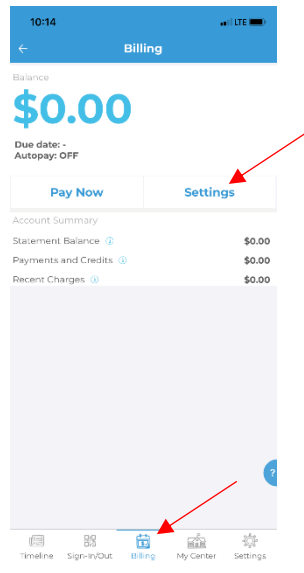 10:14 LTE
← Billing
Balance
$0.00
Due date: -
Autopay: OFF
Pay Now Settings
Account Summary
Statement Balance ⓘ $0.00
Payments and Credits ⓘ $0.00
Recent Charges ⓘ $0.00
?
$
Timeline Sign-In/Out Billing My Center Settings